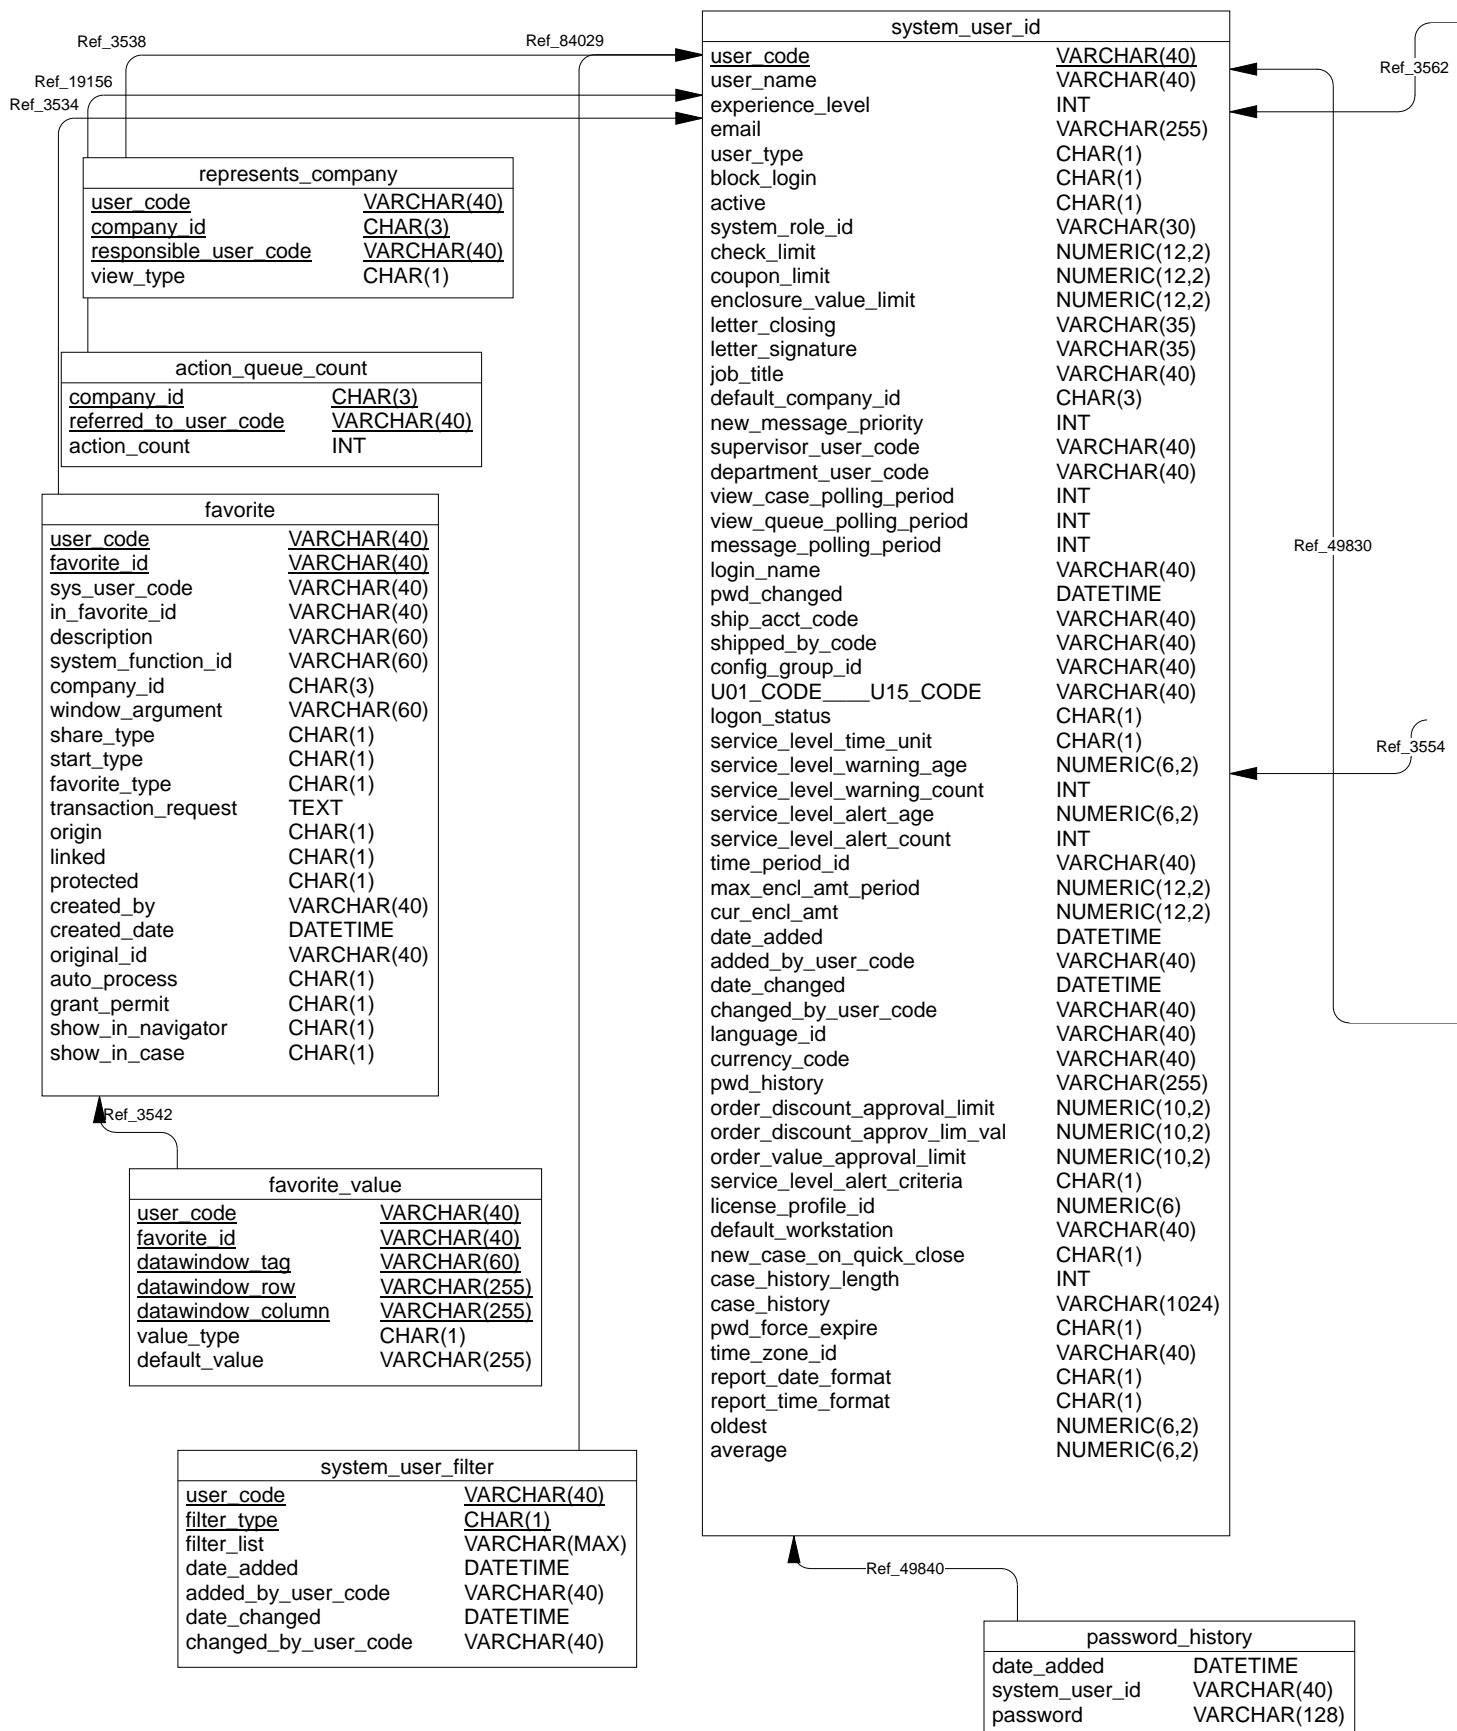 Ref_3538
Ref_84029
Ref_19156
Ref_3534
Ref_3562
system_user_id
user_code VARCHAR(40)
user_name VARCHAR(40)
experience_level INT
email VARCHAR(255)
user_type CHAR(1)
block_login CHAR(1)
active CHAR(1)
system_role_id VARCHAR(30)
check_limit NUMERIC(12,2)
coupon_limit NUMERIC(12,2)
enclosure_value_limit NUMERIC(12,2)
letter_closing VARCHAR(35)
letter_signature VARCHAR(35)
job_title VARCHAR(40)
default_company_id CHAR(3)
new_message_priority INT
supervisor_user_code VARCHAR(40)
department_user_code VARCHAR(40)
view_case_polling_period INT
view_queue_polling_period INT
message_polling_period INT
login_name VARCHAR(40)
pwd_changed DATETIME
ship_acct_code VARCHAR(40)
shipped_by_code VARCHAR(40)
config_group_id VARCHAR(40)
U01_CODE____U15_CODE VARCHAR(40)
logon_status CHAR(1)
service_level_time_unit CHAR(1)
service_level_warning_age NUMERIC(6,2)
service_level_warning_count INT
service_level_alert_age NUMERIC(6,2)
service_level_alert_count INT
time_period_id VARCHAR(40)
max_encl_amt_period NUMERIC(12,2)
cur_encl_amt NUMERIC(12,2)
date_added DATETIME
added_by_user_code VARCHAR(40)
date_changed DATETIME
changed_by_user_code VARCHAR(40)
language_id VARCHAR(40)
currency_code VARCHAR(40)
pwd_history VARCHAR(255)
order_discount_approval_limit NUMERIC(10,2)
order_discount_approv_lim_val NUMERIC(10,2)
order_value_approval_limit NUMERIC(10,2)
service_level_alert_criteria CHAR(1)
license_profile_id NUMERIC(6)
default_workstation VARCHAR(40)
new_case_on_quick_close CHAR(1)
case_history_length INT
case_history VARCHAR(1024)
pwd_force_expire CHAR(1)
time_zone_id VARCHAR(40)
report_date_format CHAR(1)
report_time_format CHAR(1)
oldest NUMERIC(6,2)
average NUMERIC(6,2)
represents_company
user_code VARCHAR(40)
company_id CHAR(3)
responsible_user_code VARCHAR(40)
view_type CHAR(1)
action_queue_count
company_id CHAR(3)
referred_to_user_code VARCHAR(40)
action_count INT
favorite
user_code VARCHAR(40)
favorite_id VARCHAR(40)
sys_user_code VARCHAR(40)
in_favorite_id VARCHAR(40)
description VARCHAR(60)
system_function_id VARCHAR(60)
company_id CHAR(3)
window_argument VARCHAR(60)
share_type CHAR(1)
start_type CHAR(1)
favorite_type CHAR(1)
transaction_request TEXT
origin CHAR(1)
linked CHAR(1)
protected CHAR(1)
created_by VARCHAR(40)
created_date DATETIME
original_id VARCHAR(40)
auto_process CHAR(1)
grant_permit CHAR(1)
show_in_navigator CHAR(1)
show_in_case CHAR(1)
Ref_49830
Ref_3554
Ref_3542
favorite_value
user_code VARCHAR(40)
favorite_id VARCHAR(40)
datawindow_tag VARCHAR(60)
datawindow_row VARCHAR(255)
datawindow_column VARCHAR(255)
value_type CHAR(1)
default_value VARCHAR(255)
system_user_filter
user_code VARCHAR(40)
filter_type CHAR(1)
filter_list VARCHAR(MAX)
date_added DATETIME
added_by_user_code VARCHAR(40)
date_changed DATETIME
changed_by_user_code VARCHAR(40)
Ref_49840
password_history
date_added DATETIME
system_user_id VARCHAR(40)
password VARCHAR(128)